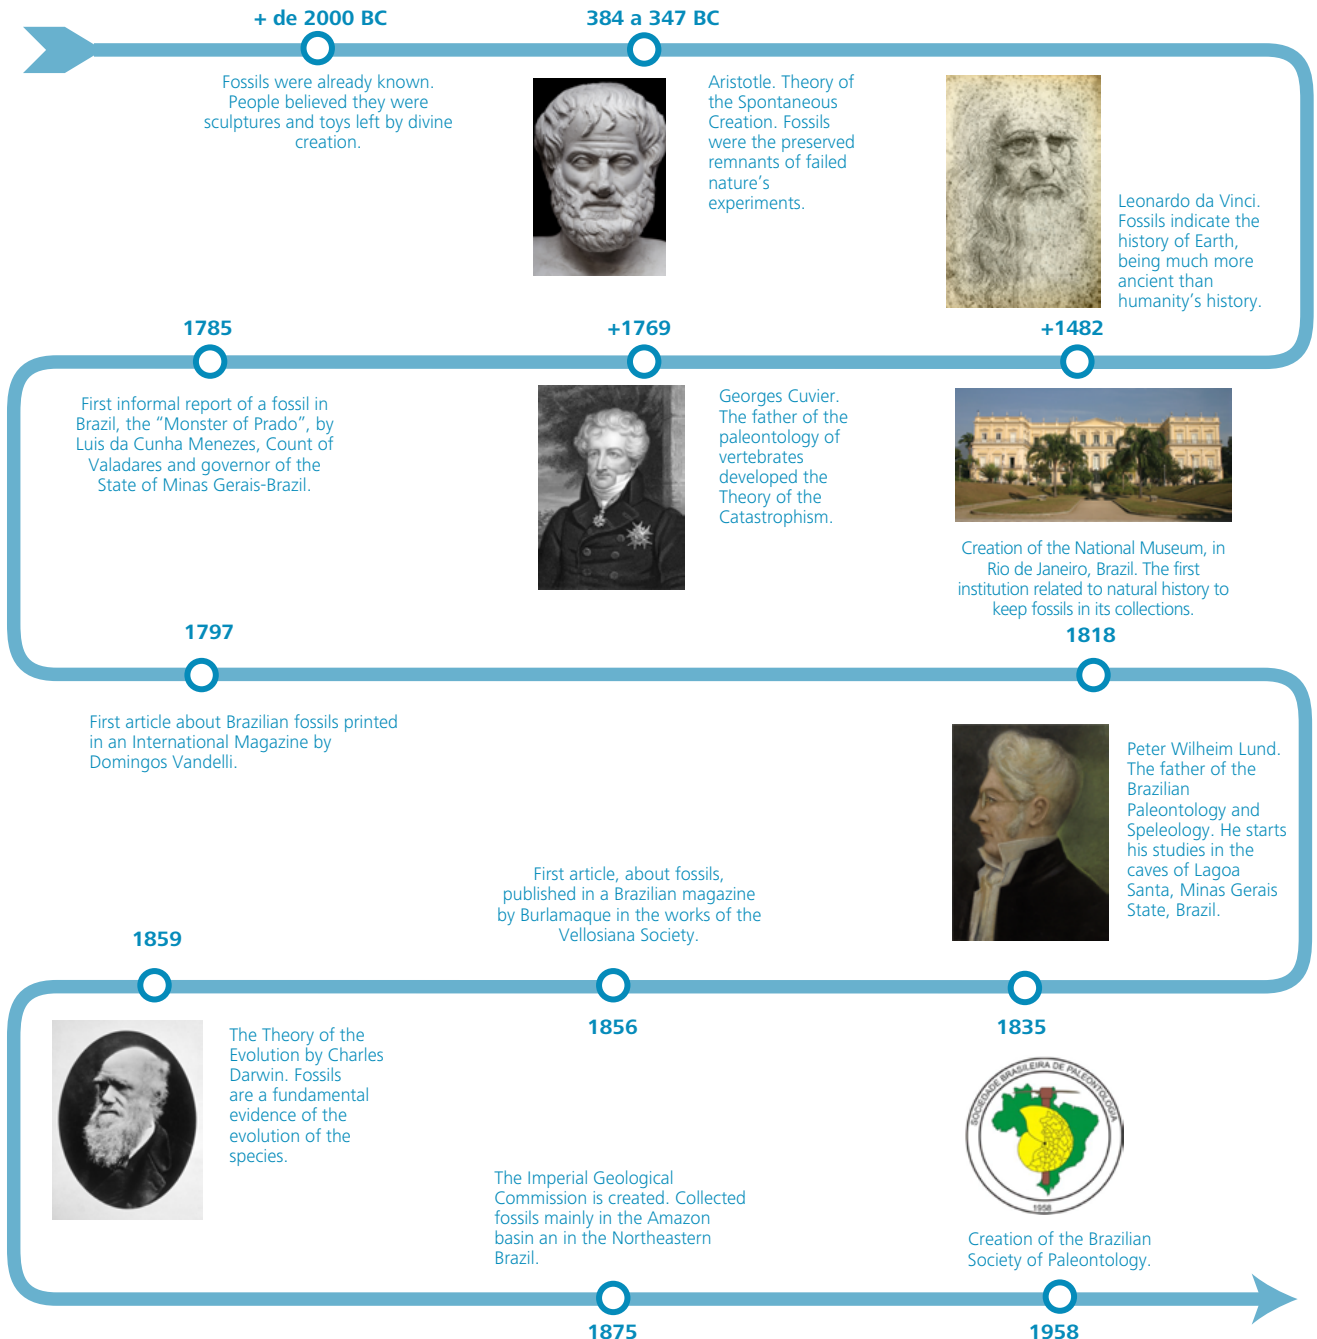 + de 2000 BC
Fossils were already known.
People believed they were
sculptures and toys left by divine
creation.
384 a 347 BC
Aristotle. Theory of
the Spontaneous
Creation. Fossils
were the preserved
remnants of failed
nature's
experiments.
Leonardo da Vinci.
Fossils indicate the
history of Earth,
being much more
ancient than
humanity's history.
+1482
+1769
Georges Cuvier.
The father of the
paleontology of
vertebrates
developed the
Theory of the
Catastrophism.
1785
First informal report of a fossil in
Brazil, the “Monster of Prado”, by
Luis da Cunha Menezes, Count of
Valadares and governor of the
State of Minas Gerais-Brazil.
1797
First article about Brazilian fossils printed
in an International Magazine by
Domingos Vandelli.
Creation of the National Museum, in
Rio de Janeiro, Brazil. The first
institution related to natural history to
keep fossils in its collections.
1818
Peter Wilheim Lund.
The father of the
Brazilian
Paleontology and
Speleology. He starts
his studies in the
caves of Lagoa
Santa, Minas Gerais
State, Brazil.
1835
First article, about fossils,
published in a Brazilian magazine
by Burlamaque in the works of the
Vellosiana Society.
1856
1859
The Theory of the
Evolution by Charles
Darwin. Fossils
are a fundamental
evidence of the
evolution of the
species.
The Imperial Geological
Commission is created. Collected
fossils mainly in the Amazon
basin an in the Northeastern
Brazil.
1875
SOCIEDADE BRASILEIRA DE PALEONTOLOGIA
1958
Creation of the Brazilian
Society of Paleontology.
1958